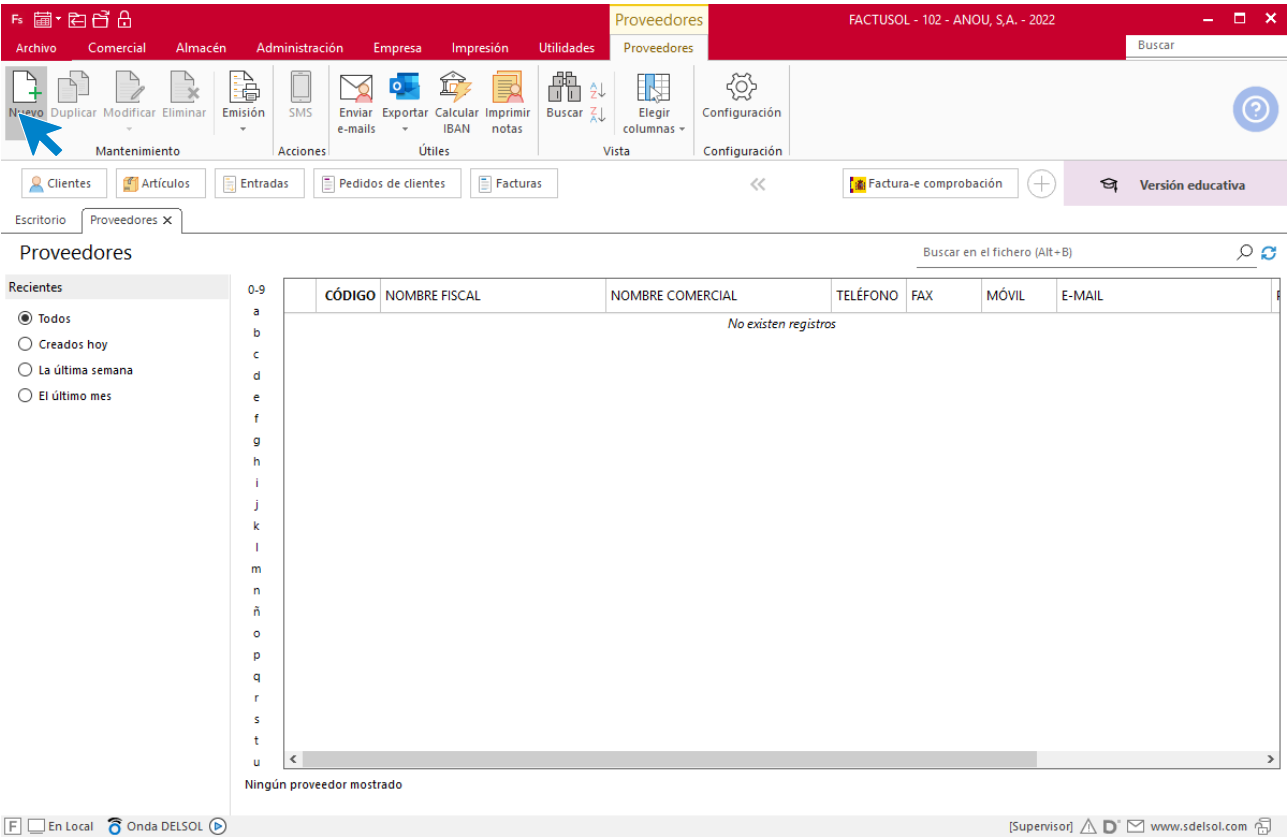 Fs
Proveedores
FACTUSOL - 102 - ANOU, S,A. - 2022
Archivo Comercial Almacén Administración Empresa Impresión Utilidades Proveedores
Buscar
Nuevo Duplicar Modificar Eliminar Emisión SMS Enviar e-mails Exportar Calcular IBAN Imprimir notas Buscar Elegir columnas Configuración
Mantenimiento Acciones Útiles Vista Configuración
Clientes Artículos Entradas Pedidos de clientes Facturas Factura-e comprobación Versión educativa
Escritorio Proveedores
Proveedores
Buscar en el fichero (Alt+B)
Recientes
Todos
Creados hoy
La última semana
El último mes
0-9
a
b
c
d
e
f
g
h
i
j
k
l
m
n
ñ
o
p
q
r
s
t
u
CÓDIGO NOMBRE FISCAL NOMBRE COMERCIAL TELÉFONO FAX MÓVIL E-MAIL
No existen registros
Ningún proveedor mostrado
F En Local Onda DELSOL
[Supervisor] D www.sdelsol.com